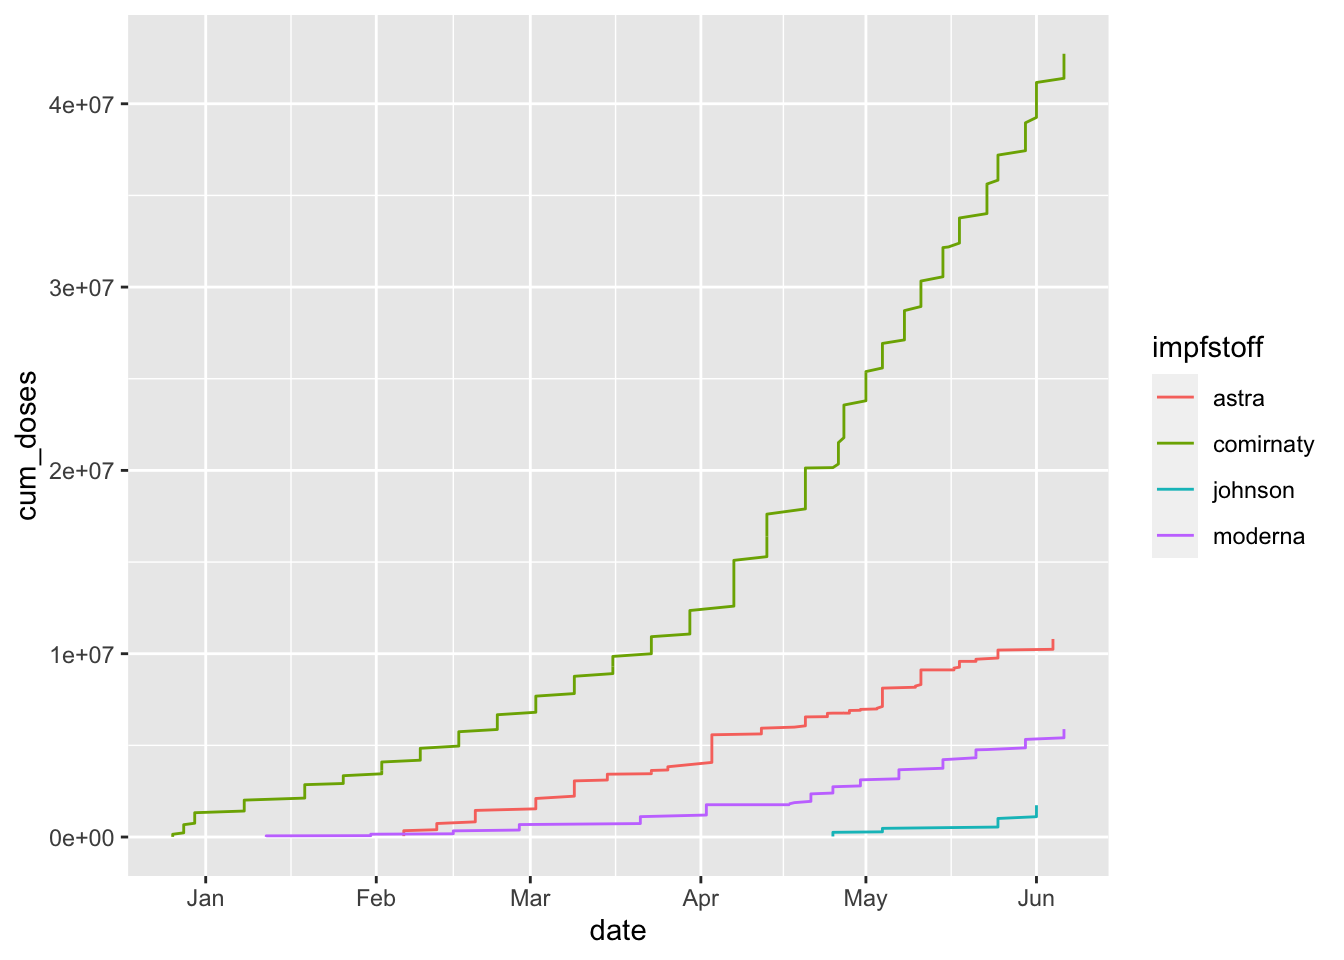 cum_doses
4e+07
3e+07
2e+07
1e+07
0e+00
Jan Feb Mar Apr May Jun
date
impfstoff
astra
comirnaty
johnson
moderna